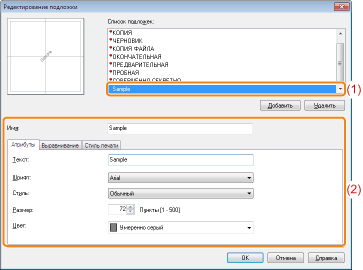 Редактирование подложки
Список подложек:
КОПИЯ
ЧЕРНОВИК
КОПИЯ ФАЙЛА
ОКОНЧАТЕЛЬНАЯ
ПРЕДВАРИТЕЛЬНАЯ
ПРОБНАЯ
СОВЕРШЕННО СЕКРЕТНО
Sample
(1)
Sample
Добавить
Удалить
Имя:
Sample
Атрибуты
Выравнивание
Стиль печати
Текст:
Sample
Шрифт:
Arial
(2)
Стиль:
Обычный
Размер:
72
Пункты (1 - 500)
Цвет:
Умеренно серый
OK
Отмена
Справка